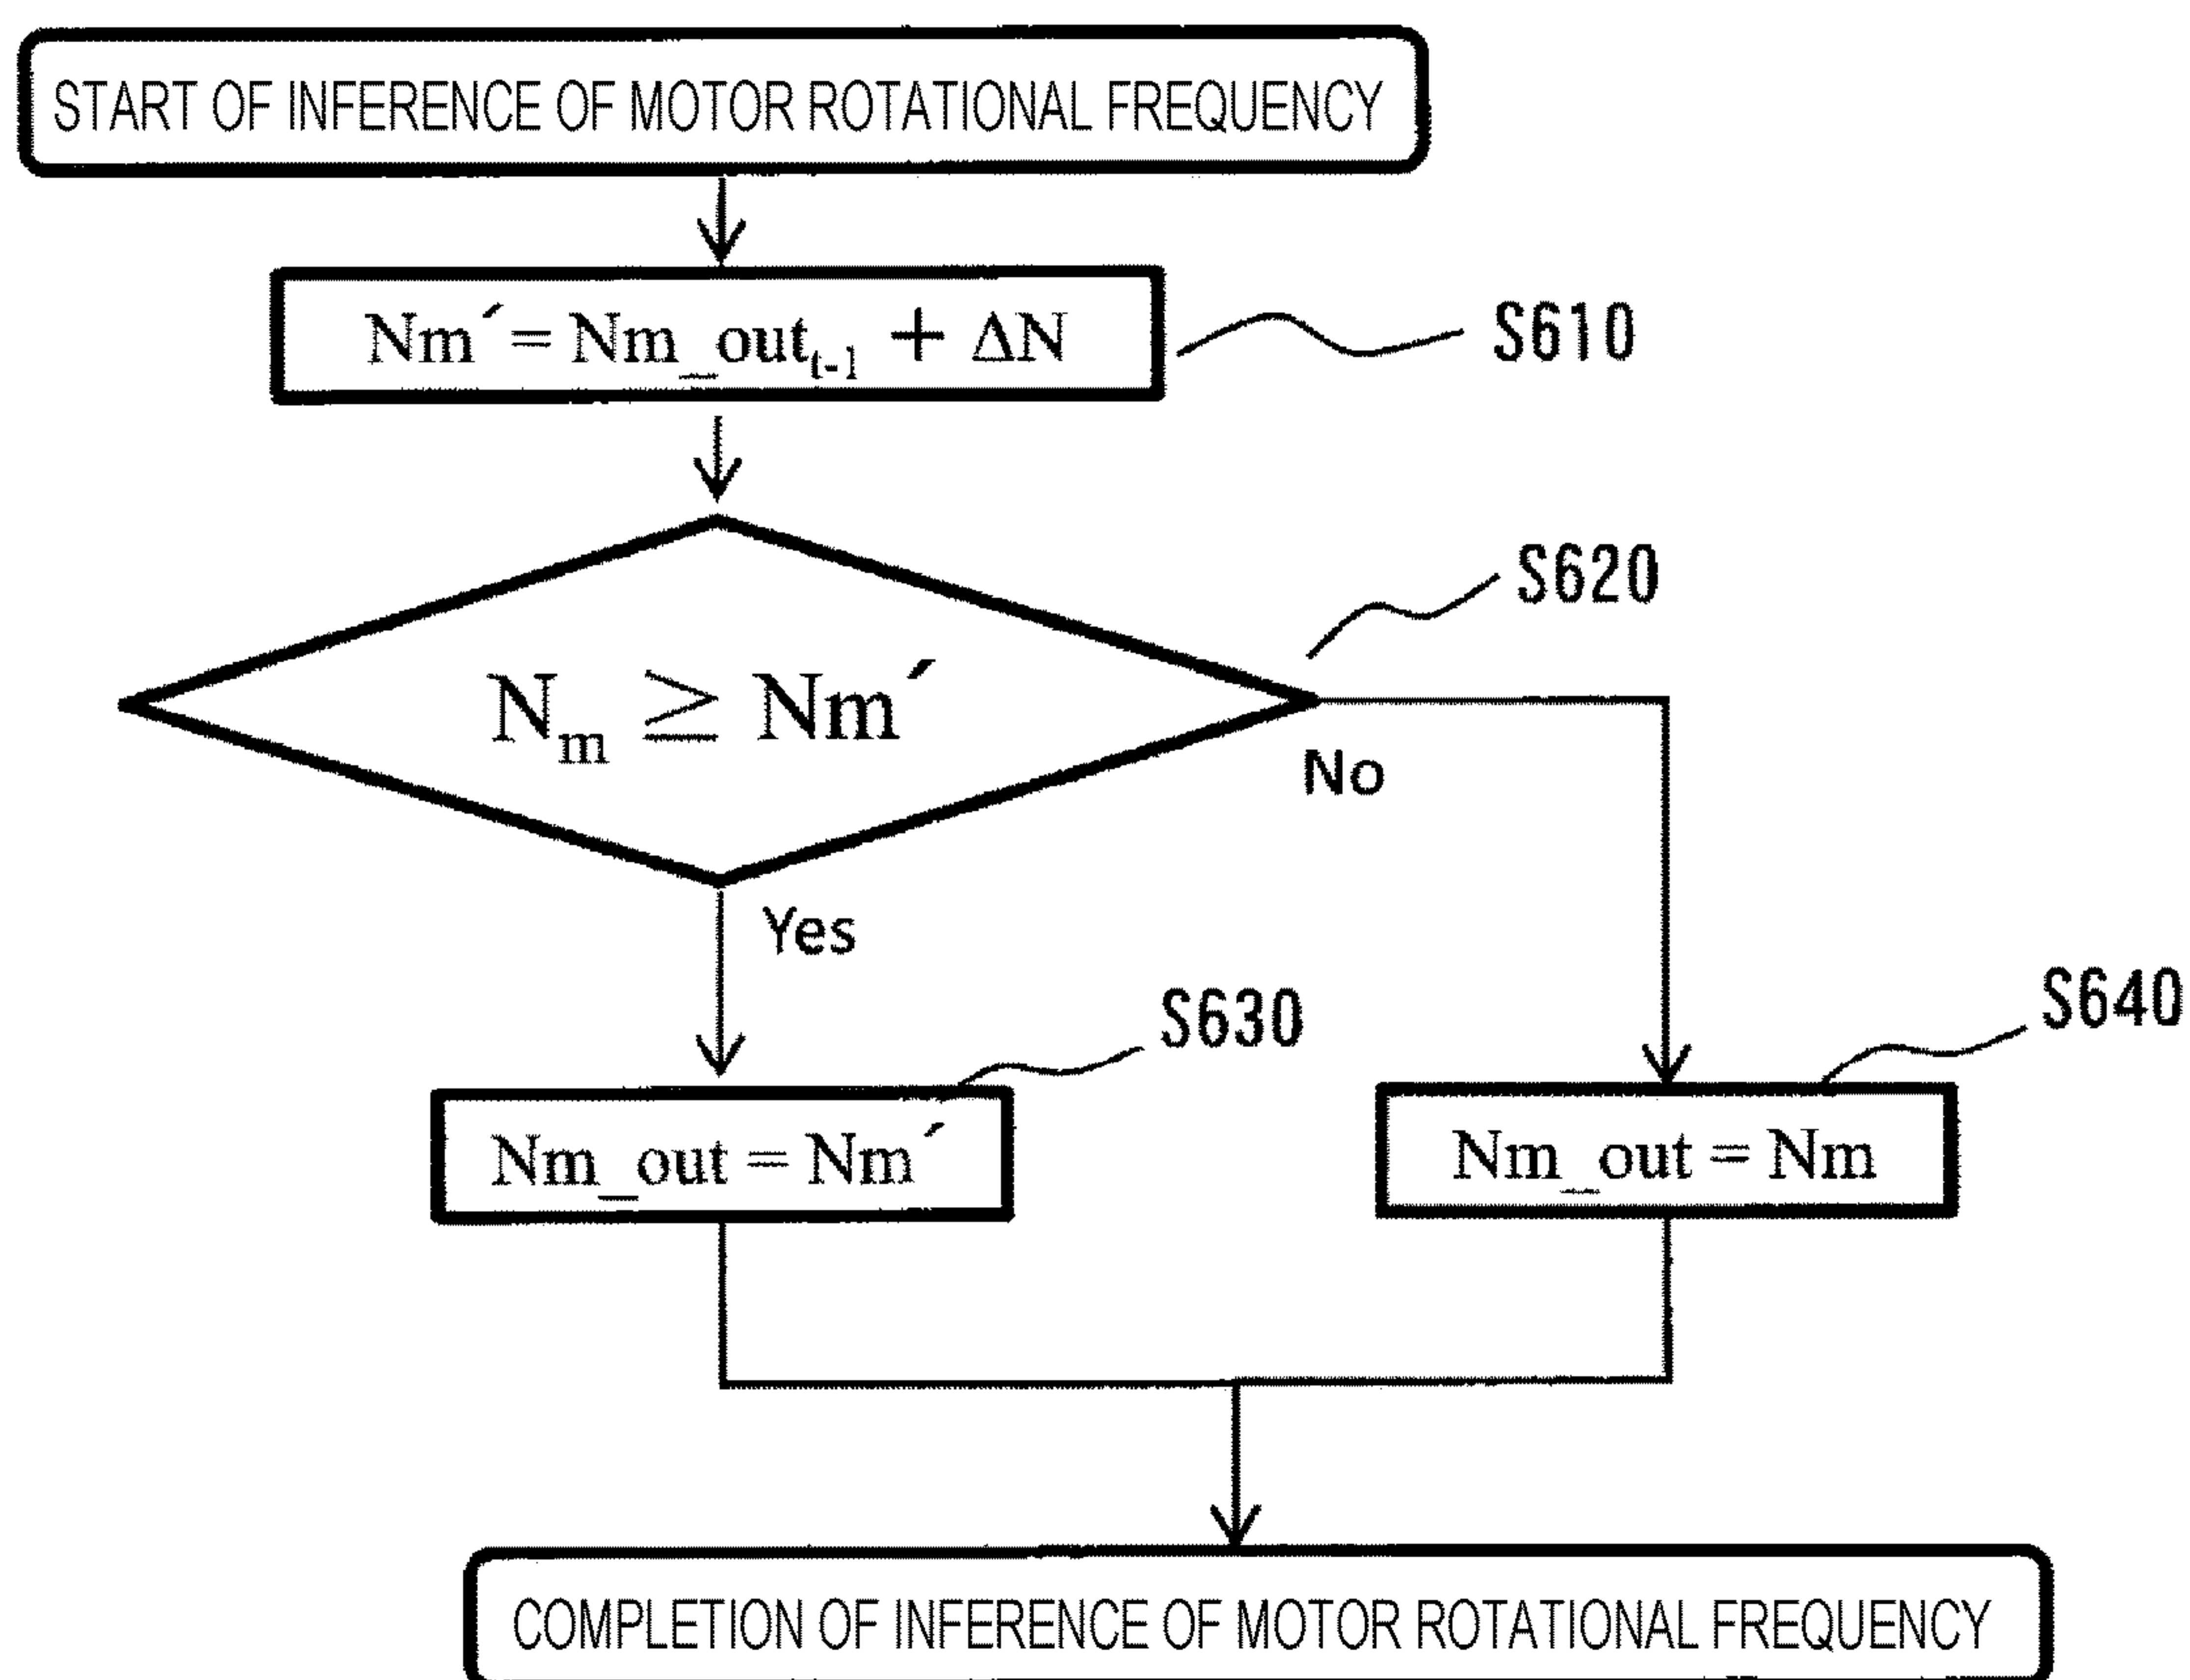 START OF INFERENCE OF MOTOR ROTATIONAL FREQUENCY
Nm´= Nm_outₜ₋₁ + ΔN
S610
S620
Nₘ ≧ Nm´
No
Yes
S630
S640
Nm_out = Nm´
Nm_out = Nm
COMPLETION OF INFERENCE OF MOTOR ROTATIONAL FREQUENCY